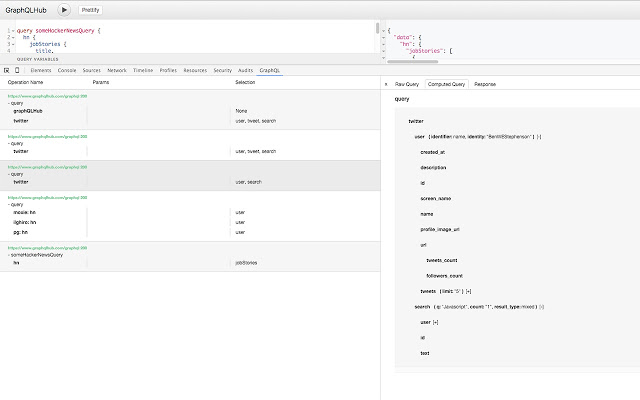 GraphQLHub
Prettify
1 query someHackerNewsQuery {
2 hn {
3 jobStories {
4 title,
QUERY VARIABLES
{
"data": {
"hn": {
"jobStories": [
{
Elements Console Sources Network Timeline Profiles Resources Security Audits GraphQL
Operation Name Params Selection
https://www.graphqlhub.com/graphql 200
- query
graphQLHub None
twitter user, tweet, search
https://www.graphqlhub.com/graphql 200
- query
twitter user, tweet, search
https://www.graphqlhub.com/graphql 200
- query
twitter user, search
https://www.graphqlhub.com/graphql 200
- query
moxie: hn user
pg: hn user
https://www.graphqlhub.com/graphql 200
- someHackerNewsQuery
hn jobStories
x Raw Query Computed Query Response
query
twitter
user ( identifier: name, identity: "BenWBStephenson" ) [-]
created_at
description
id
screen_name
name
profile_image_url
url
tweets_count
followers_count
tweets ( limit: "5" ) [+]
search ( q: "Javascript", count: "1", result_type: mixed ) [-]
user [+]
id
text